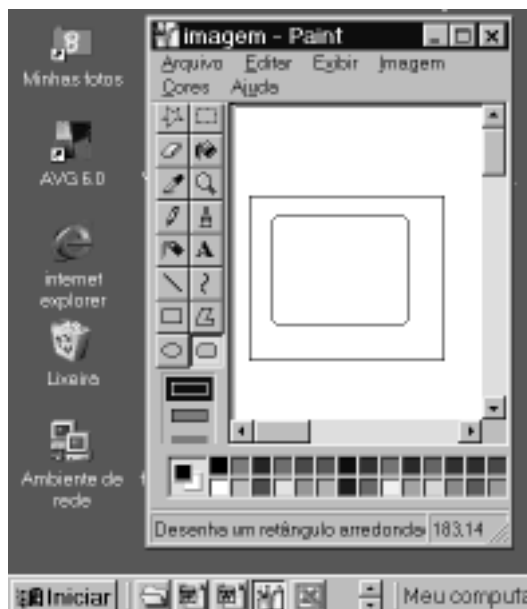 imagem - Paint
Arquivo Editar Exibir Imagem
Cores Ajuda
Minhas fotos
AVG 6.0
internet
explorer
Lixeira
Ambiente de
rede
A
Desenha um retângulo arredonda 183,14
Iniciar
Meu computa